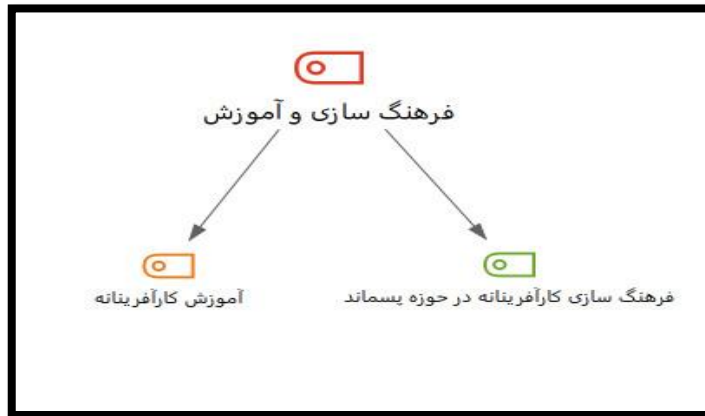 فرهنگ سازی و آموزش
فرهنگ سازی کارآفرینانه در حوزه پسماند
آموزش کارآفرینانه